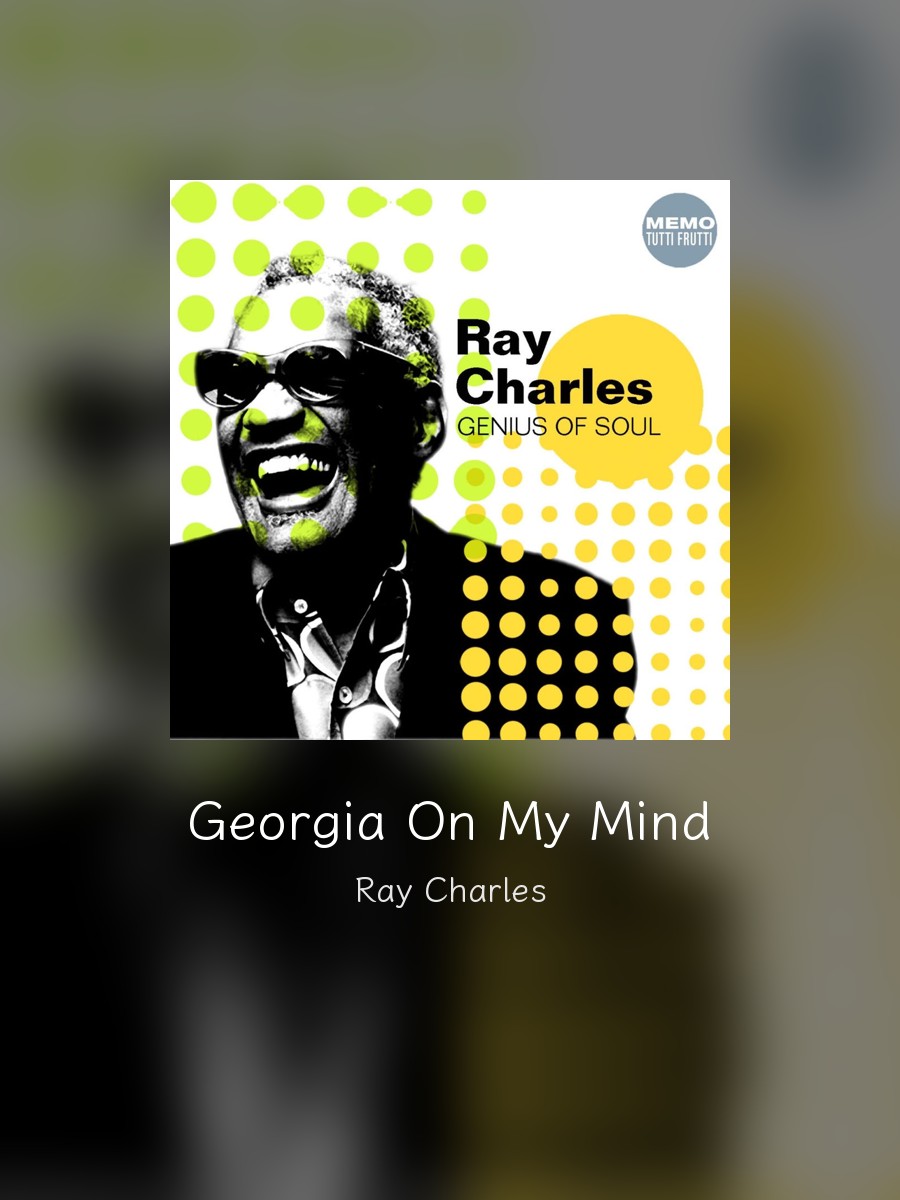 MEMO
TUTTI FRUTTI
Ray
Charles
GENIUS OF SOUL
Georgia On My Mind
Ray Charles